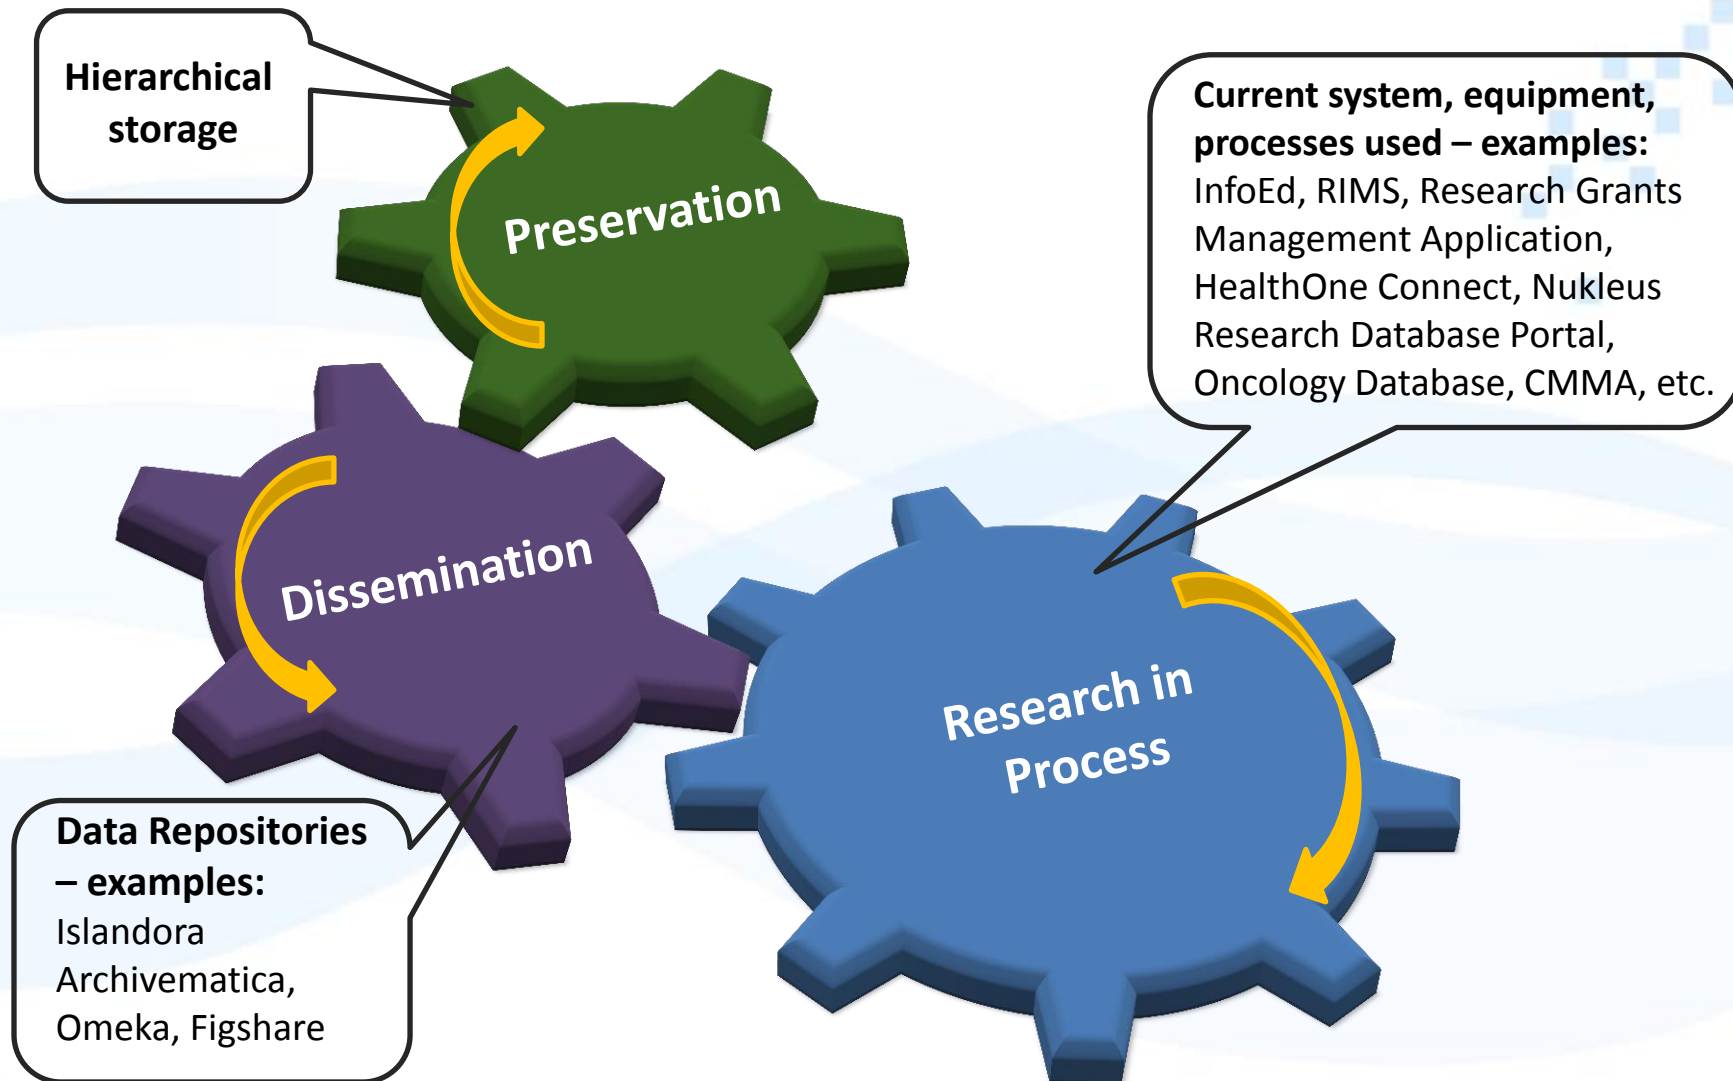 Hierarchical
storage
Preservation
Current system, equipment,
processes used – examples:
InfoEd, RIMS, Research Grants
Management Application,
HealthOne Connect, Nukleus
Research Database Portal,
Oncology Database, CMMA, etc.
Dissemination
Research in
Process
Data Repositories
– examples:
Islandora
Archivematica,
Omeka, Figshare